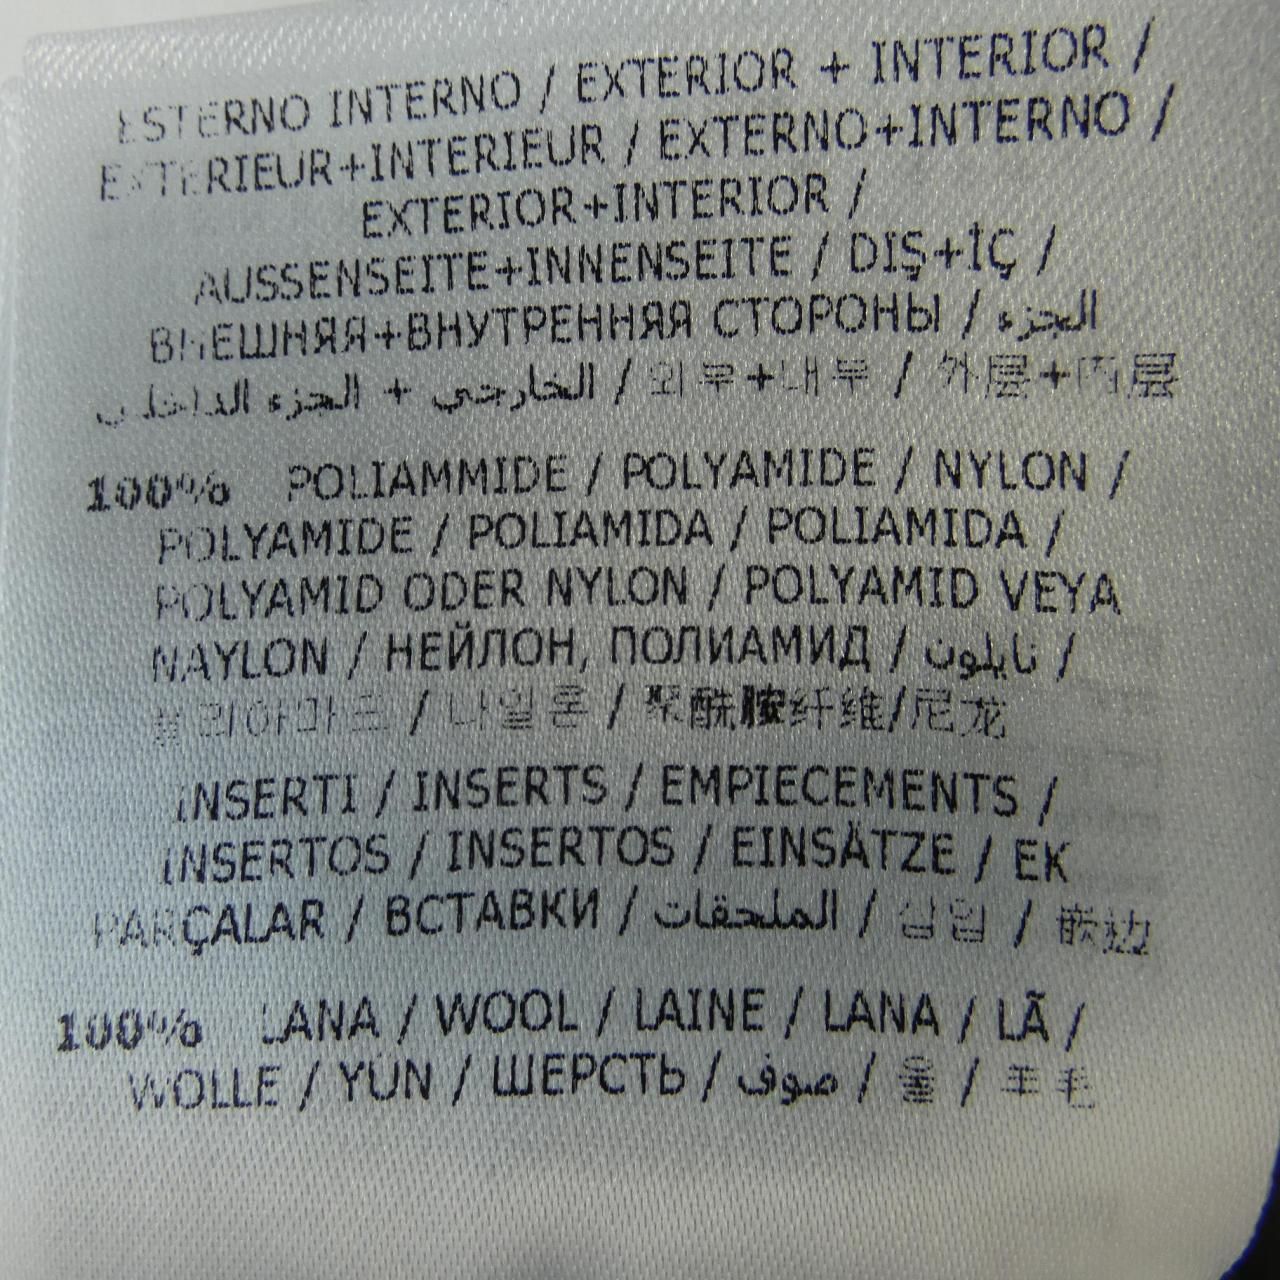 ESTERNO INTERNO / EXTERIOR + INTERIOR /
EXTERIEUR+INTERIEUR / EXTERNO+INTERNO /
EXTERIOR+INTERIOR /
AUSSENSEITE+INNENSEITE / DIŞ+İÇ /
ВНЕШНЯЯ+ВНУТРЕННЯЯ СТОРОНЫ / الجزء
الخارجي + الجزء الداخلي / 외부+내부 / 外层+内层
100% POLIAMMIDE / POLYAMIDE / NYLON /
POLYAMIDE / POLIAMIDA / POLIAMIDA /
POLYAMID ODER NYLON / POLYAMID VEYA
NAYLON / НЕЙЛОН, ПОЛИАМИД / نايلون /
/ 나일론 / 聚酰胺纤维/尼龙
INSERTI / INSERTS / EMPIECEMENTS /
INSERTOS / INSERTOS / EINSÄTZE / EK
PARÇALAR / ВСТАВКИ / الملحقات / 삽입 / 嵌边
100% LANA / WOOL / LAINE / LANA / LÃ /
WOLLE / YÜN / ШЕРСТЬ / صوف / 울 / 羊毛